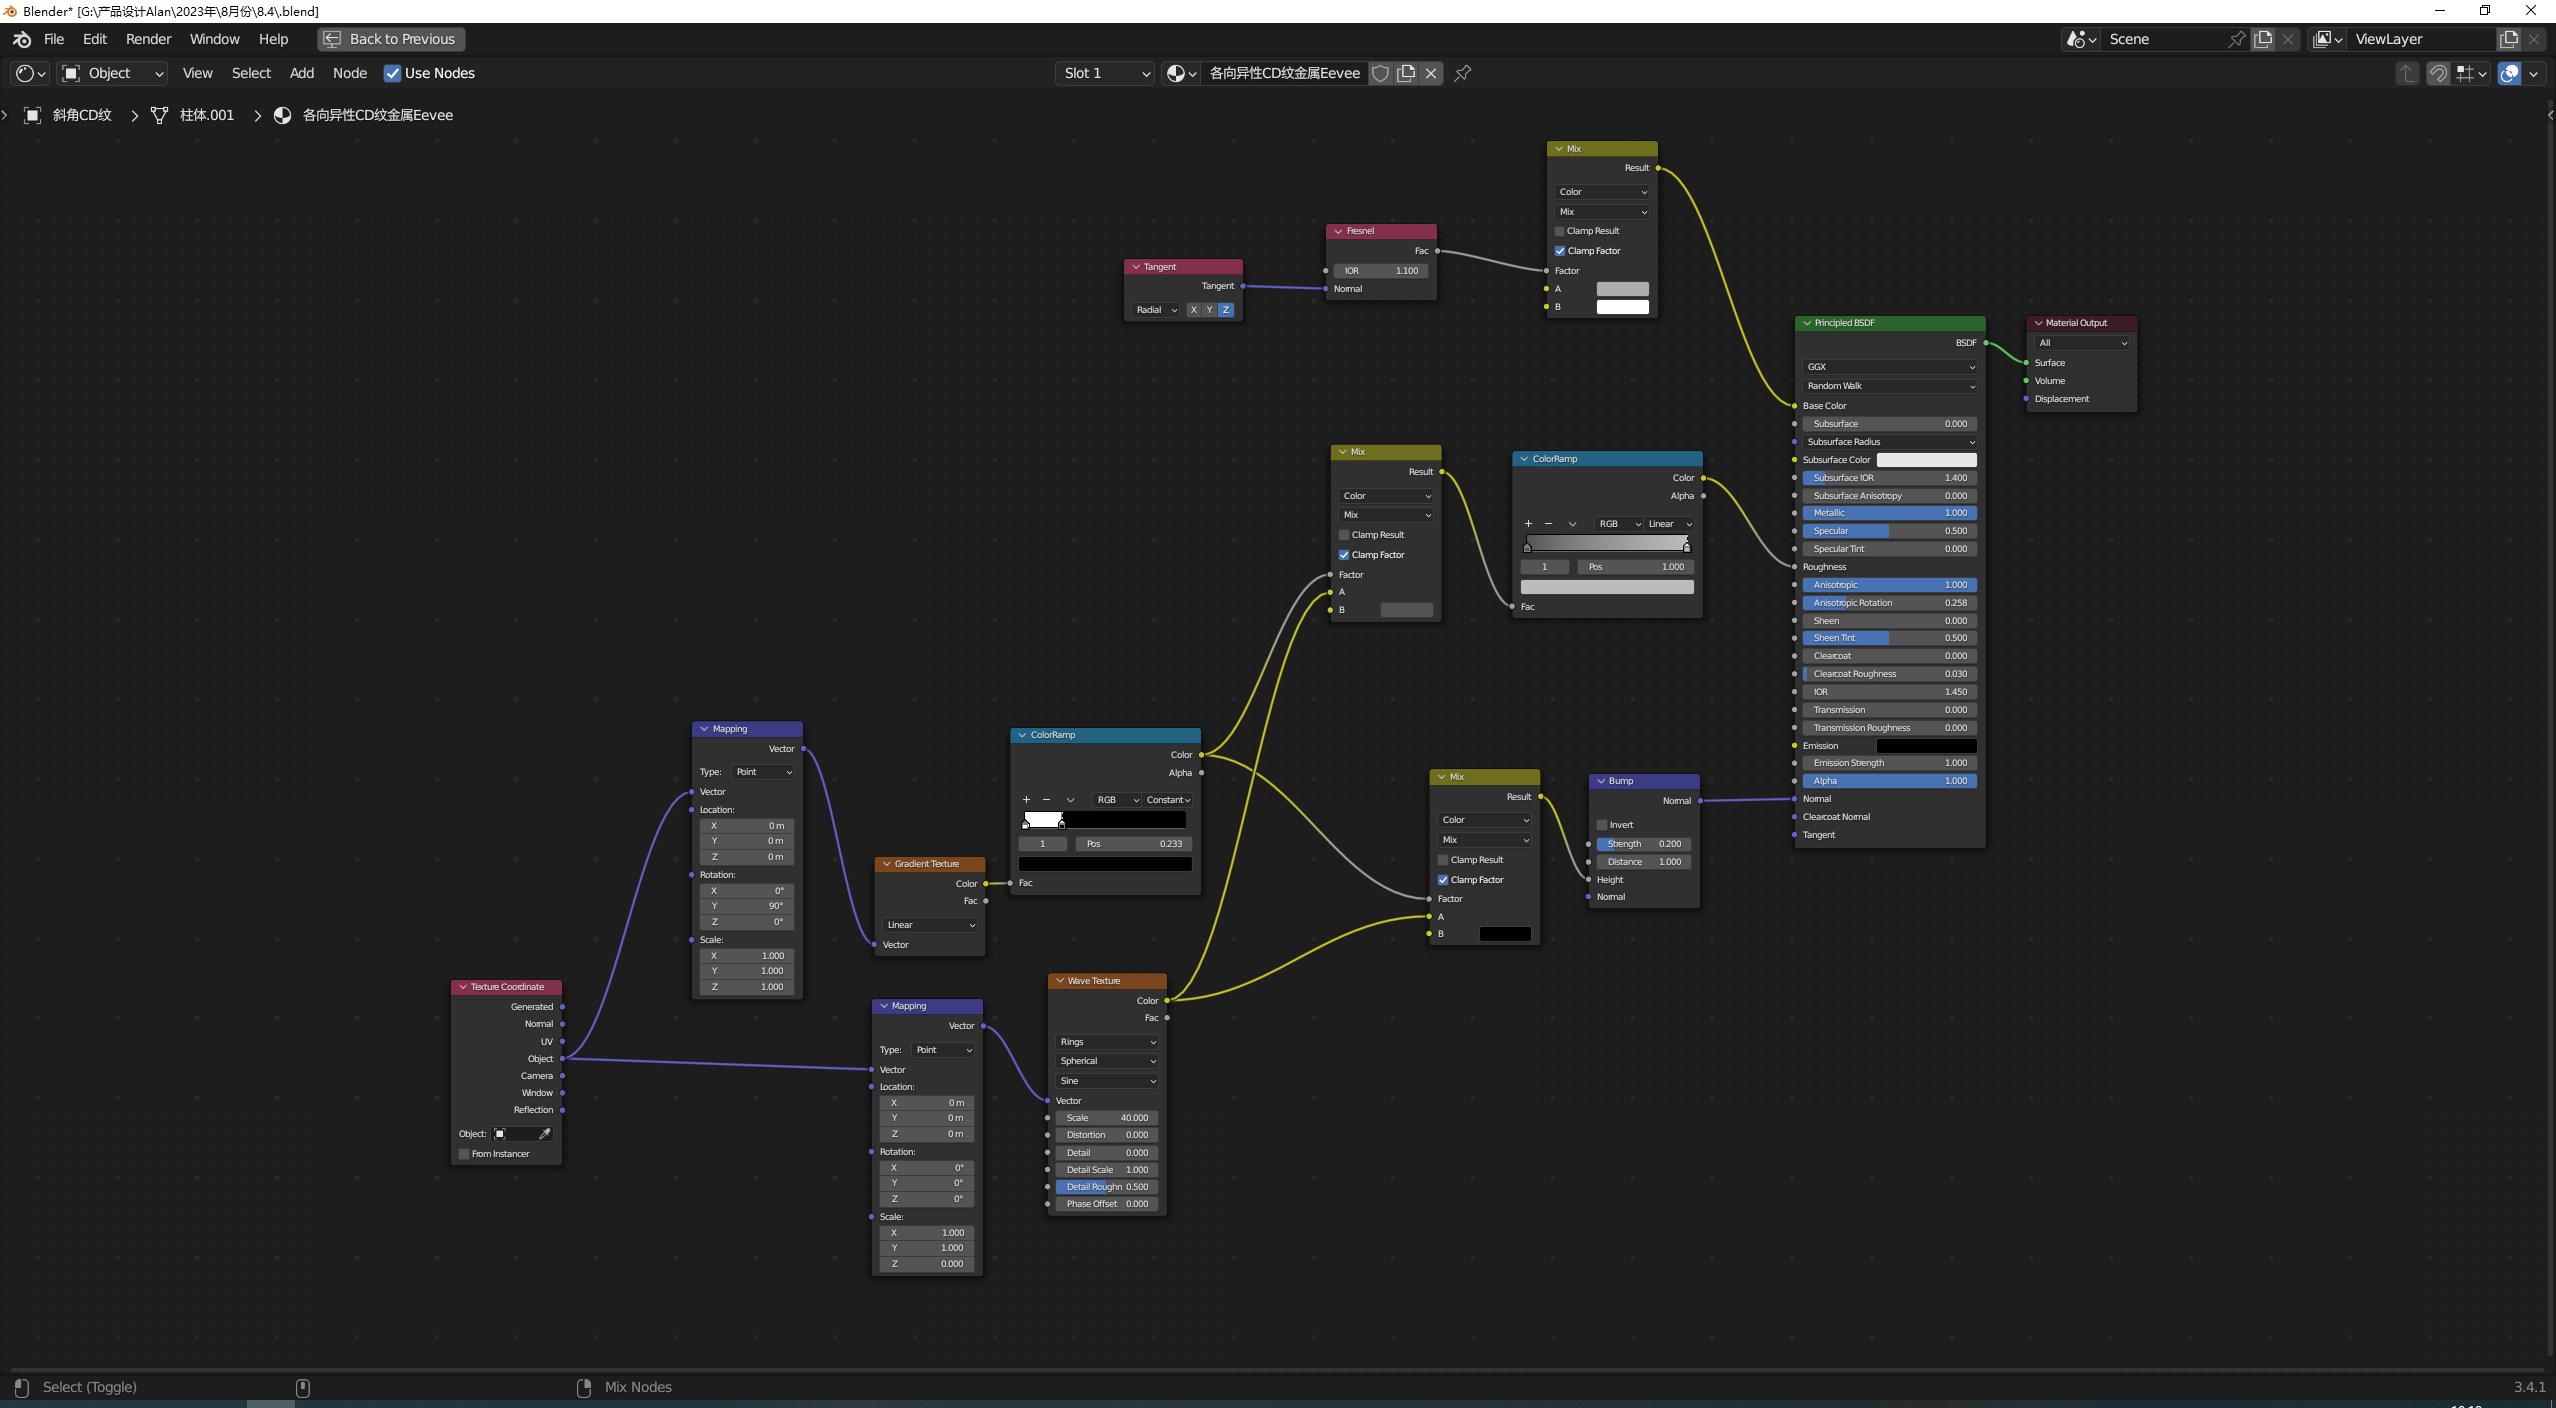 Blender* [G:\产品设计Alan\2023年\8月份\8.4\.blend]
File Edit Render Window Help Back to Previous Scene ViewLayer
Object View Select Add Node Use Nodes Slot 1 各向异性CD纹金属Eevee
斜角CD纹 柱体.001 各向异性CD纹金属Eevee
Mix
Result
Color
Mix
Clamp Result
Clamp Factor
Factor
A
B
Fresnel
Fac
IOR 1.100
Normal
Tangent
Tangent
Radial X Y Z
Principled BSDF
BSDF
GGX
Random Walk
Base Color
Subsurface 0.000
Subsurface Radius
Subsurface Color
Subsurface IOR 1.400
Subsurface Anisotropy 0.000
Metallic 1.000
Specular 0.500
Specular Tint 0.000
Roughness
Anisotropic 1.000
Anisotropic Rotation 0.258
Sheen 0.000
Sheen Tint 0.500
Clearcoat 0.000
Clearcoat Roughness 0.030
IOR 1.450
Transmission 0.000
Transmission Roughness 0.000
Emission
Emission Strength 1.000
Alpha 1.000
Normal
Clearcoat Normal
Tangent
Material Output
All
Surface
Volume
Displacement
Mix
Result
Color
Mix
Clamp Result
Clamp Factor
Factor
A
B
ColorRamp
Color
Alpha
RGB Linear
1 Pos 1.000
Fac
Mapping
Vector
Type: Point
Vector
Location:
X 0 m
Y 0 m
Z 0 m
Rotation:
X 0°
Y 90°
Z 0°
Scale:
X 1.000
Y 1.000
Z 1.000
Gradient Texture
Color
Fac
Linear
Vector
ColorRamp
Color
Alpha
RGB Constant
1 Pos 0.233
Fac
Mix
Result
Color
Mix
Clamp Result
Clamp Factor
Factor
A
B
Bump
Normal
Invert
Strength 0.200
Distance 1.000
Height
Normal
Texture Coordinate
Generated
Normal
UV
Object
Camera
Window
Reflection
Object:
From Instancer
Mapping
Vector
Type: Point
Vector
Location:
X 0 m
Y 0 m
Z 0 m
Rotation:
X 0°
Y 0°
Z 0°
Scale:
X 1.000
Y 1.000
Z 0.000
Wave Texture
Color
Fac
Rings
Spherical
Sine
Vector
Scale 40.000
Distortion 0.000
Detail 0.000
Detail Scale 1.000
Detail Roughn 0.500
Phase Offset 0.000
Select (Toggle) Mix Nodes 3.4.1